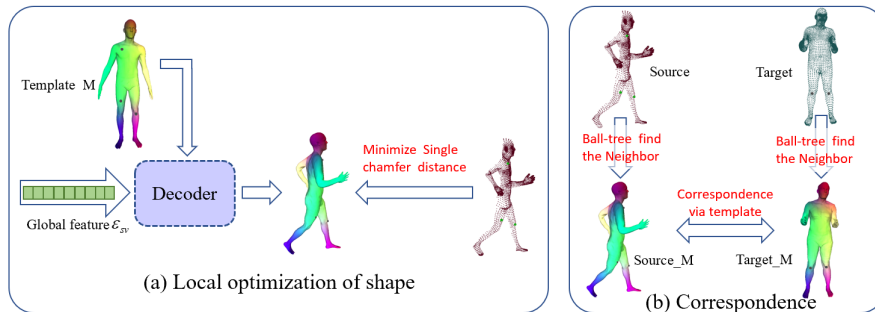 Template M
Decoder
Global feature ε_sv
Minimize Single
chamfer distance
(a) Local optimization of shape
Source
Target
Ball-tree find
the Neighbor
Ball-tree find
the Neighbor
Correspondence
via template
Source_M
Target_M
(b) Correspondence